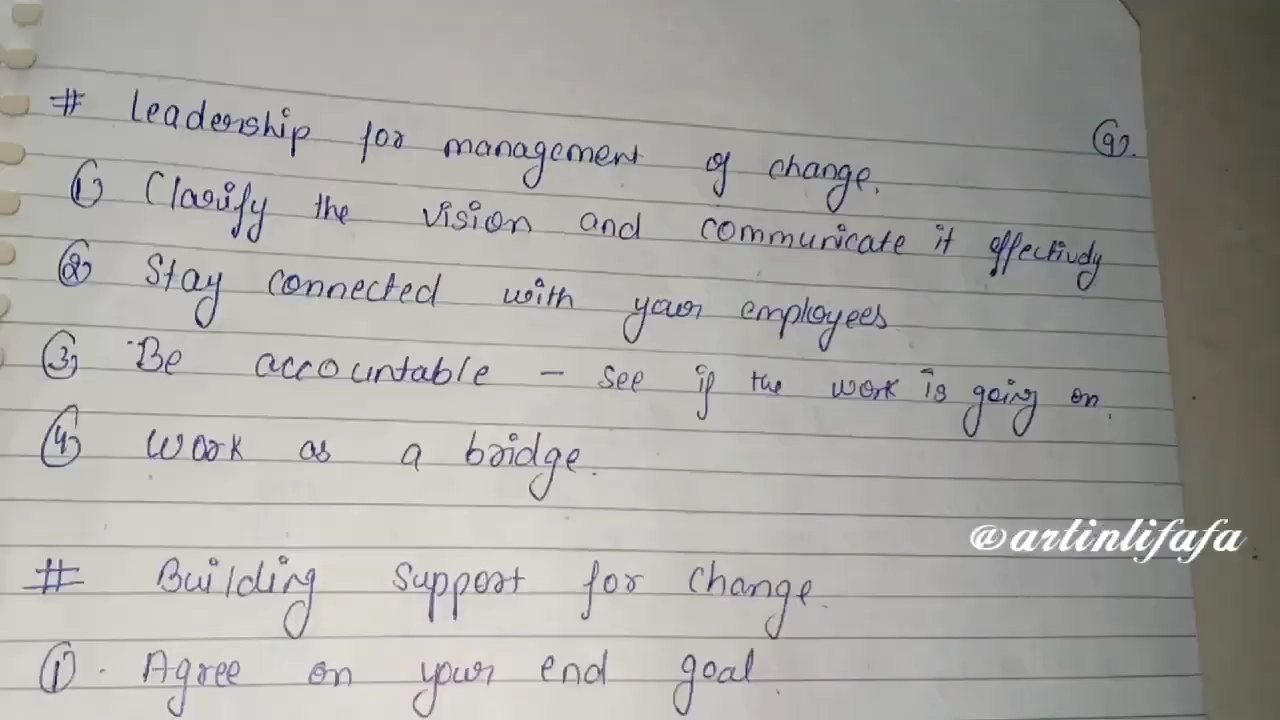 # Leadership for management of change. (9).
(1) Clarify the vision and communicate it effectively
(2) Stay connected with your employees
(3) Be accountable - see if the work is going on.
(4) Work as a bridge.
@artinlifafa
# Building support for change.
(1). Agree on your end goal.